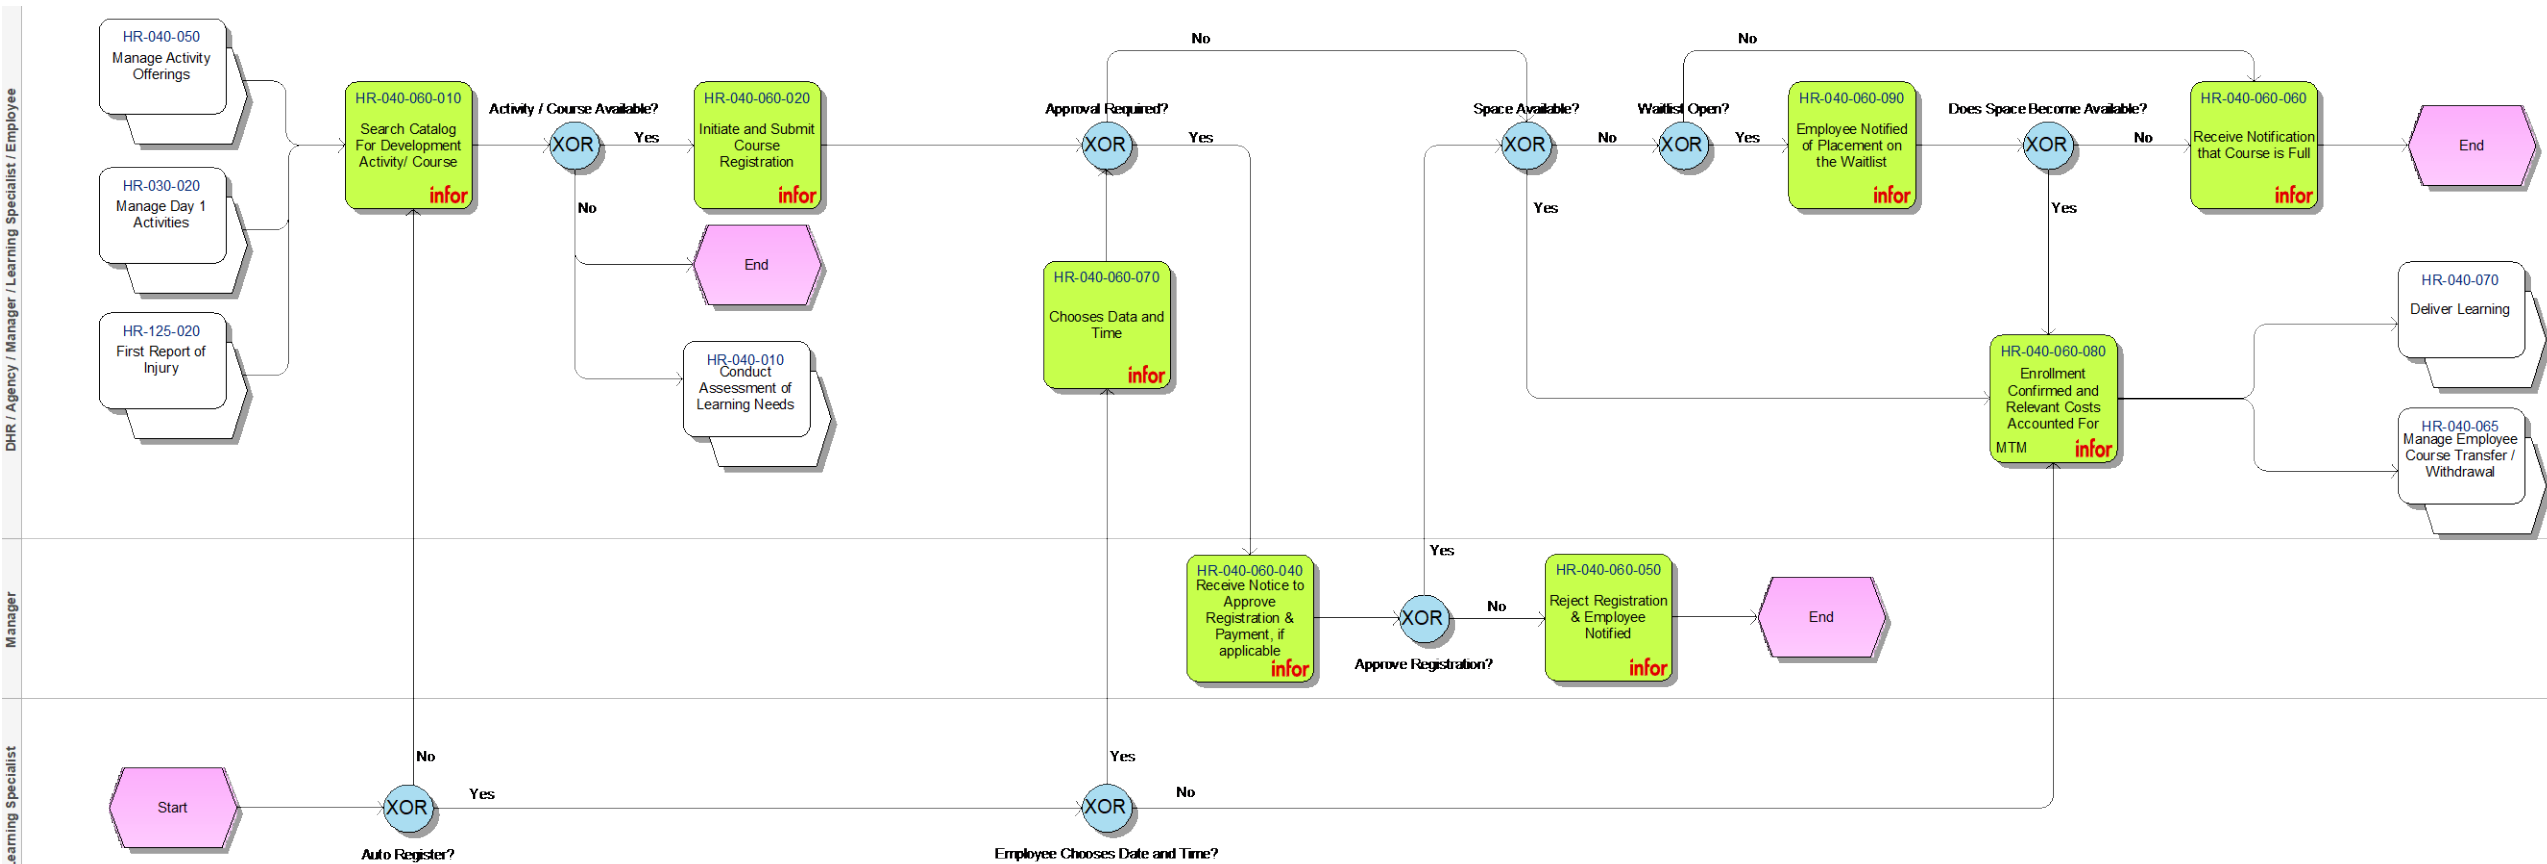 DHR / Agency / Manager / Learning Specialist / Employee
HR-040-050
Manage Activity
Offerings
HR-030-020
Manage Day 1
Activities
HR-125-020
First Report of
Injury
HR-040-060-010
Search Catalog
For Development
Activity/ Course
infor
Activity / Course Available?
XOR
Yes
No
HR-040-060-020
Initiate and Submit
Course
Registration
infor
End
HR-040-010
Conduct
Assessment of
Learning Needs
Approval Required?
XOR
No
Yes
HR-040-060-070
Chooses Data and
Time
infor
Space Available?
XOR
No
Yes
Waitlist Open?
XOR
No
Yes
HR-040-060-090
Employee Notified
of Placement on
the Waitlist
infor
Does Space Become Available?
XOR
No
Yes
HR-040-060-060
Receive Notification
that Course is Full
infor
End
HR-040-060-080
Enrollment
Confirmed and
Relevant Costs
Accounted For
MTM
infor
HR-040-070
Deliver Learning
HR-040-065
Manage Employee
Course Transfer /
Withdrawal
Manager
HR-040-060-040
Receive Notice to
Approve
Registration &
Payment, if
applicable
infor
XOR
Approve Registration?
Yes
No
HR-040-060-050
Reject Registration
& Employee
Notified
infor
End
Learning Specialist
Start
XOR
Auto Register?
No
Yes
XOR
Employee Chooses Date and Time?
Yes
No